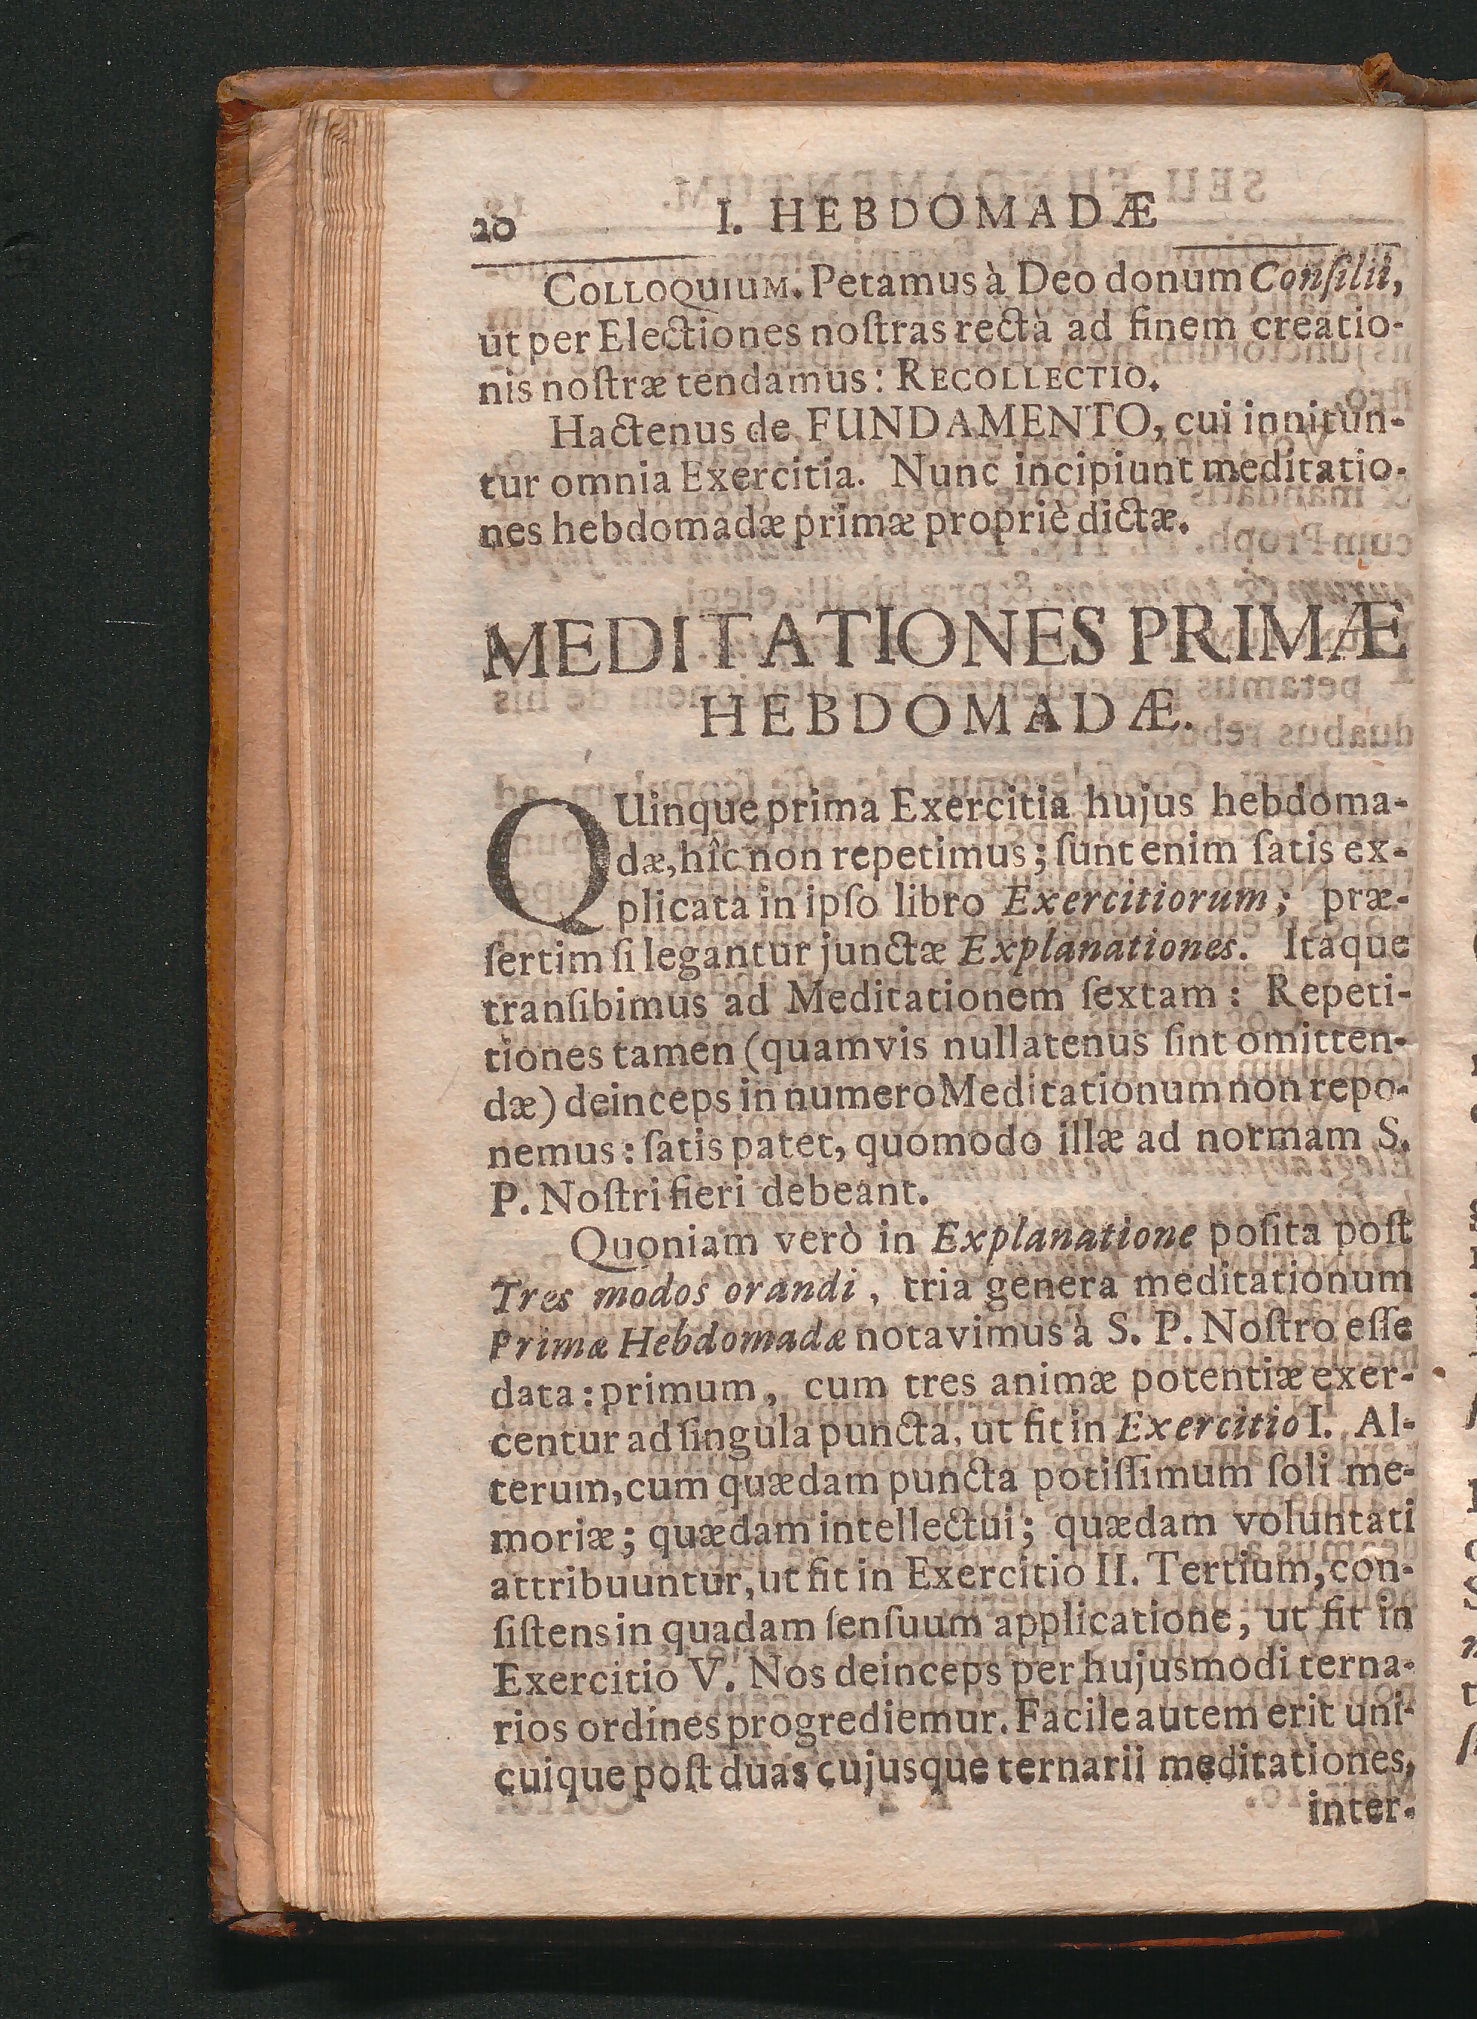 20 I. HEBDOMADÆ
COLLOQUIUM. Petamus à Deo donum Conſilii,
ut per Electiones noſtras rectà ad finem creatio-
nis noſtræ tendamus: RECOLLECTIO.
Hactenus de FUNDAMENTO, cui innitun-
tur omnia Exercitia. Nunc incipiunt meditatio-
nes hebdomadæ primæ propriè dictæ.
MEDITATIONES PRIMÆ
HEBDOMADÆ.
QUinque prima Exercitia hujus hebdoma-
dæ, hîc non repetimus; ſunt enim ſatis ex-
plicata in ipſo libro Exercitiorum; præ-
ſertim ſi legantur junctæ Explanationes. Itaque
tranſibimus ad Meditationem ſextam: Repeti-
tiones tamen (quamvis nullatenus ſint omitten-
dæ) deinceps in numero Meditationum non repo-
nemus: ſatis patet, quomodo illæ ad normam S.
P. Noſtri fieri debeant.
Quoniam verò in Explanatione poſita poſt
Tres modos orandi, tria genera meditationum
Primæ Hebdomadæ notavimus à S. P. Noſtro eſſe
data: primum, cum tres animæ potentiæ exer-
centur ad ſingula puncta, ut fit in Exercitio I. Al-
terum, cum quædam puncta potiſſimum ſoli me-
moriæ; quædam intellectui; quædam voluntati
attribuuntur, ut fit in Exercitio II. Tertium, con-
ſiſtens in quadam ſenſuum applicatione, ut fit in
Exercitio V. Nos deinceps per hujusmodi terna-
rios ordines progrediemur. Facile autem erit uni-
cuique poſt duas cujusque ternarii meditationes,
inter-